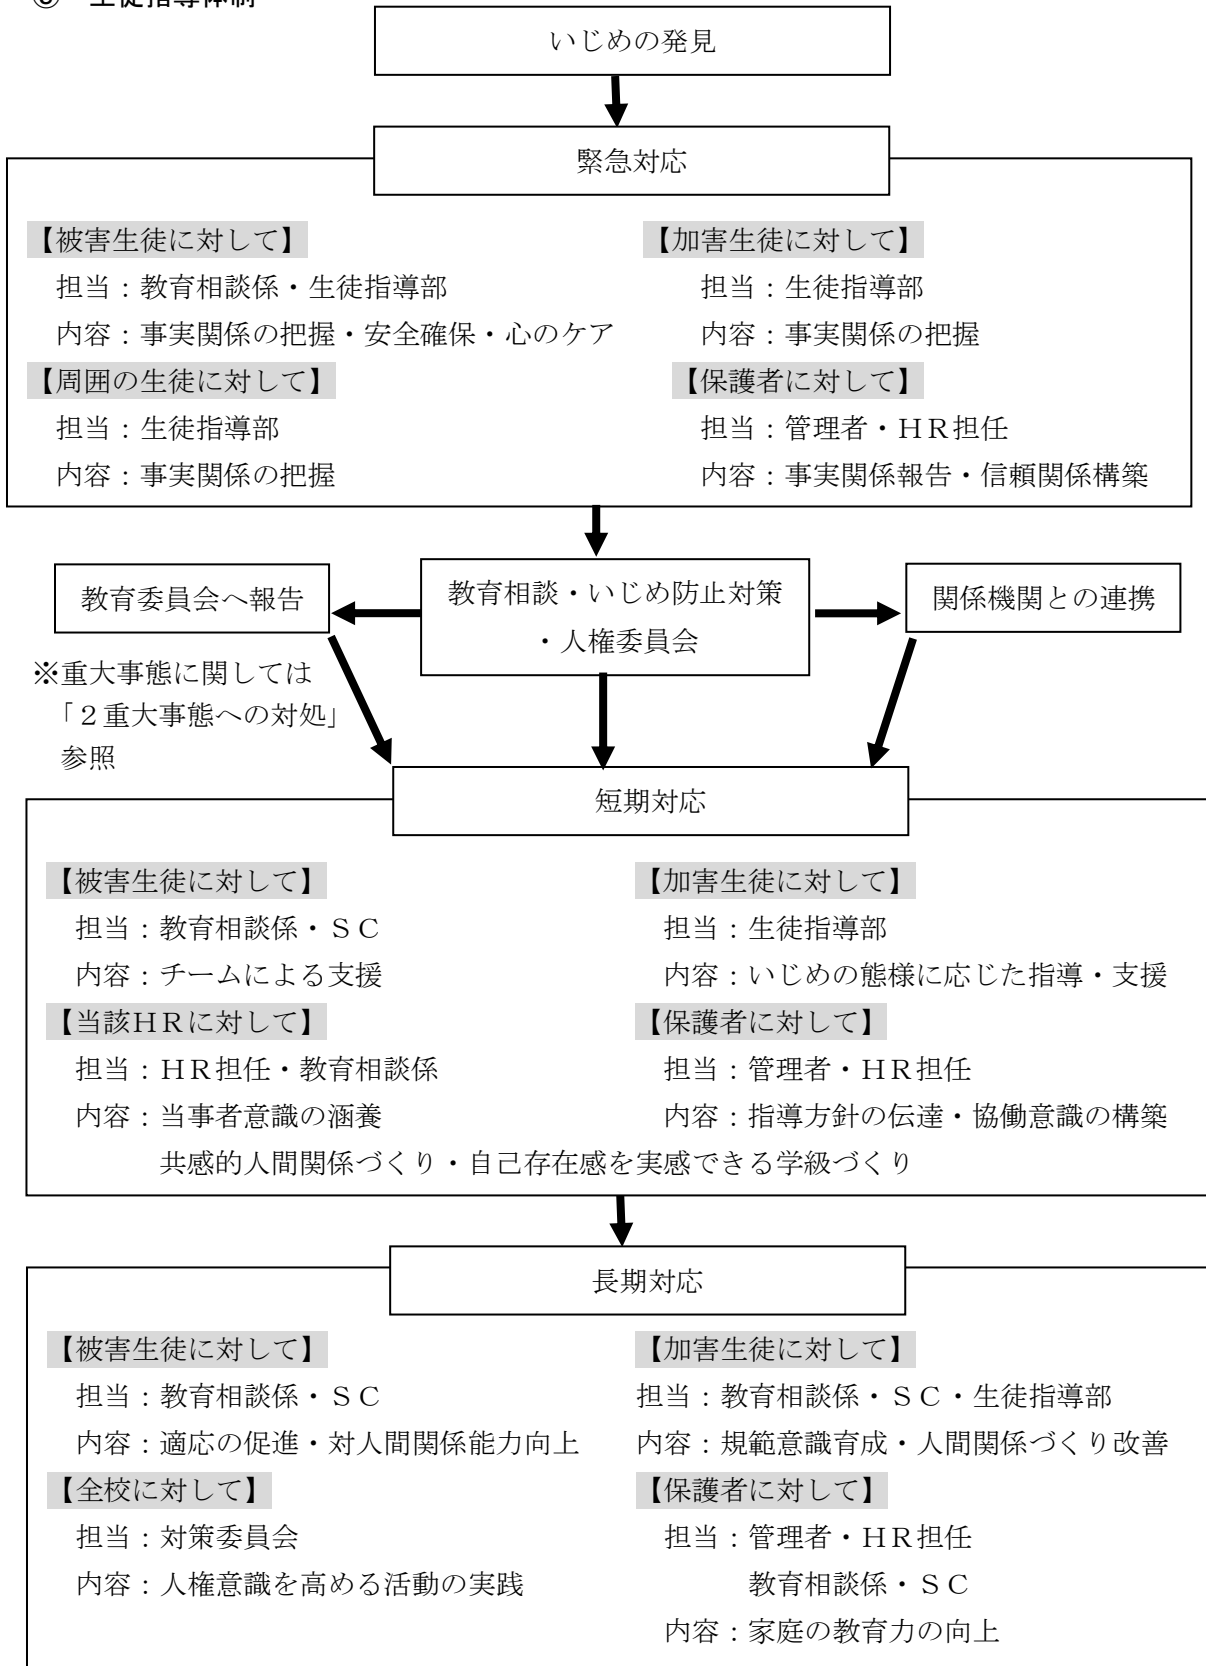 生徒指導体制
いじめの発見
緊急対応
【被害生徒に対して】
担当：教育相談係・生徒指導部
内容：事実関係の把握・安全確保・心のケア
【加害生徒に対して】
担当：生徒指導部
内容：事実関係の把握
【周囲の生徒に対して】
担当：生徒指導部
内容：事実関係の把握
【保護者に対して】
担当：管理者・ＨＲ担任
内容：事実関係報告・信頼関係構築
教育委員会へ報告
教育相談・いじめ防止対策
・人権委員会
関係機関との連携
※重大事態に関しては
「２重大事態への対処」
参照
短期対応
【被害生徒に対して】
担当：教育相談係・ＳＣ
内容：チームによる支援
【加害生徒に対して】
担当：生徒指導部
内容：いじめの態様に応じた指導・支援
【当該ＨＲに対して】
担当：ＨＲ担任・教育相談係
内容：当事者意識の涵養
共感的人間関係づくり・自己存在感を実感できる学級づくり
【保護者に対して】
担当：管理者・ＨＲ担任
内容：指導方針の伝達・協働意識の構築
長期対応
【被害生徒に対して】
担当：教育相談係・ＳＣ
内容：適応の促進・対人間関係能力向上
【加害生徒に対して】
担当：教育相談係・ＳＣ・生徒指導部
内容：規範意識育成・人間関係づくり改善
【全校に対して】
担当：対策委員会
内容：人権意識を高める活動の実践
【保護者に対して】
担当：管理者・ＨＲ担任
教育相談係・ＳＣ
内容：家庭の教育力の向上